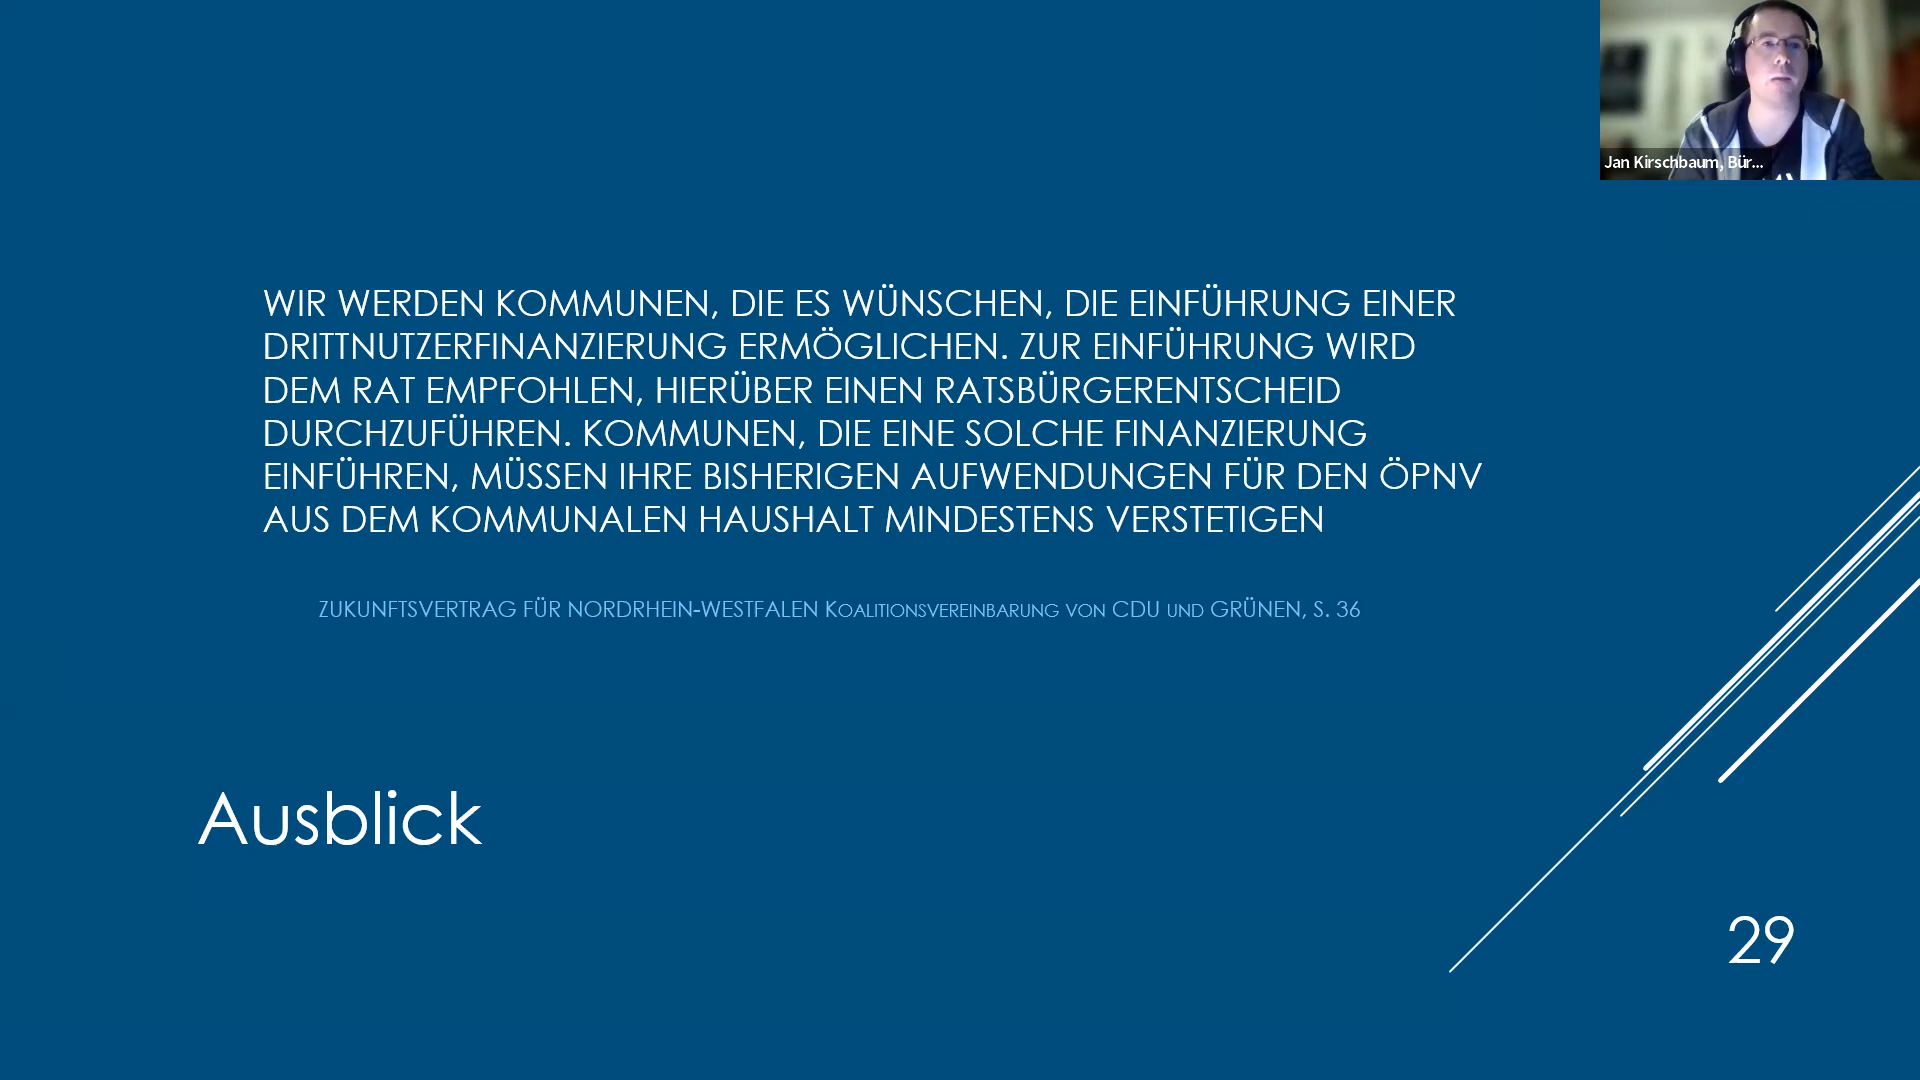 Jan Kirschbaum, Bür...
WIR WERDEN KOMMUNEN, DIE ES WÜNSCHEN, DIE EINFÜHRUNG EINER
DRITTNUTZERFINANZIERUNG ERMÖGLICHEN. ZUR EINFÜHRUNG WIRD
DEM RAT EMPFOHLEN, HIERÜBER EINEN RATSBÜRGERENTSCHEID
DURCHZUFÜHREN. KOMMUNEN, DIE EINE SOLCHE FINANZIERUNG
EINFÜHREN, MÜSSEN IHRE BISHERIGEN AUFWENDUNGEN FÜR DEN ÖPNV
AUS DEM KOMMUNALEN HAUSHALT MINDESTENS VERSTETIGEN
ZUKUNFTSVERTRAG FÜR NORDRHEIN-WESTFALEN KOALITIONSVEREINBARUNG VON CDU UND GRÜNEN, S. 36
Ausblick
29